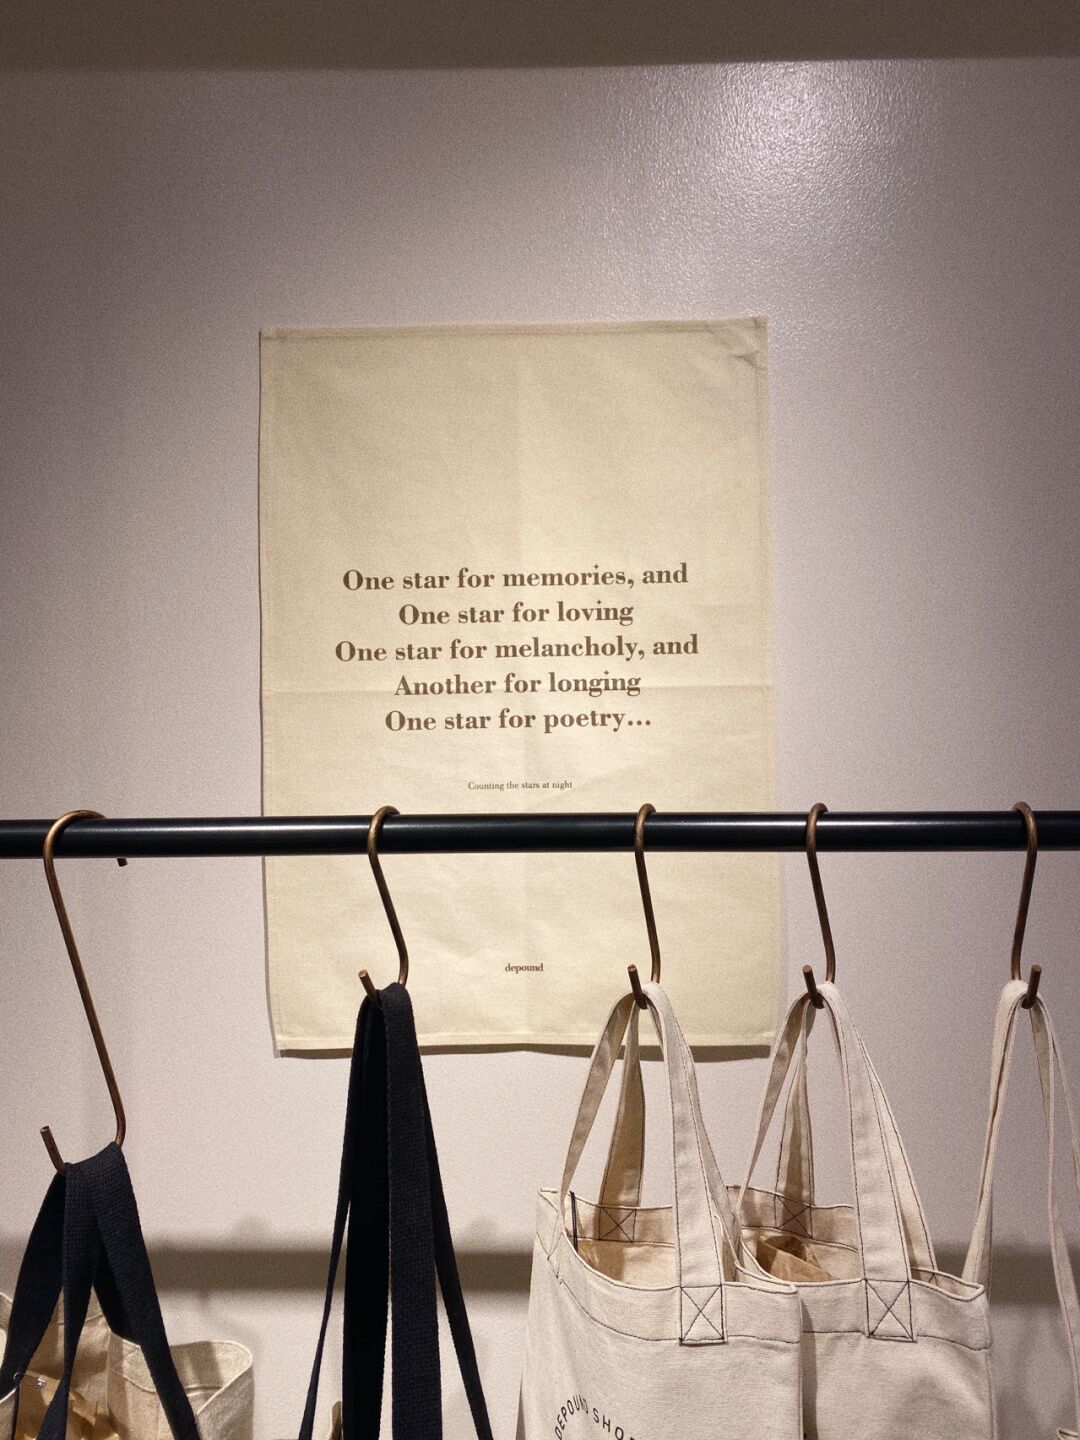 One star for memories, and
One star for loving
One star for melancholy, and
Another for longing
One star for poetry...
Counting the stars at night
depound
DEPOUND